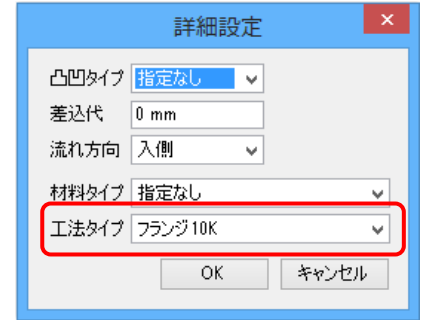 詳細設定
凸凹タイプ 指定なし
差込代 0 mm
流れ方向 入側
材料タイプ 指定なし
工法タイプ フランジ10K
OK キャンセル